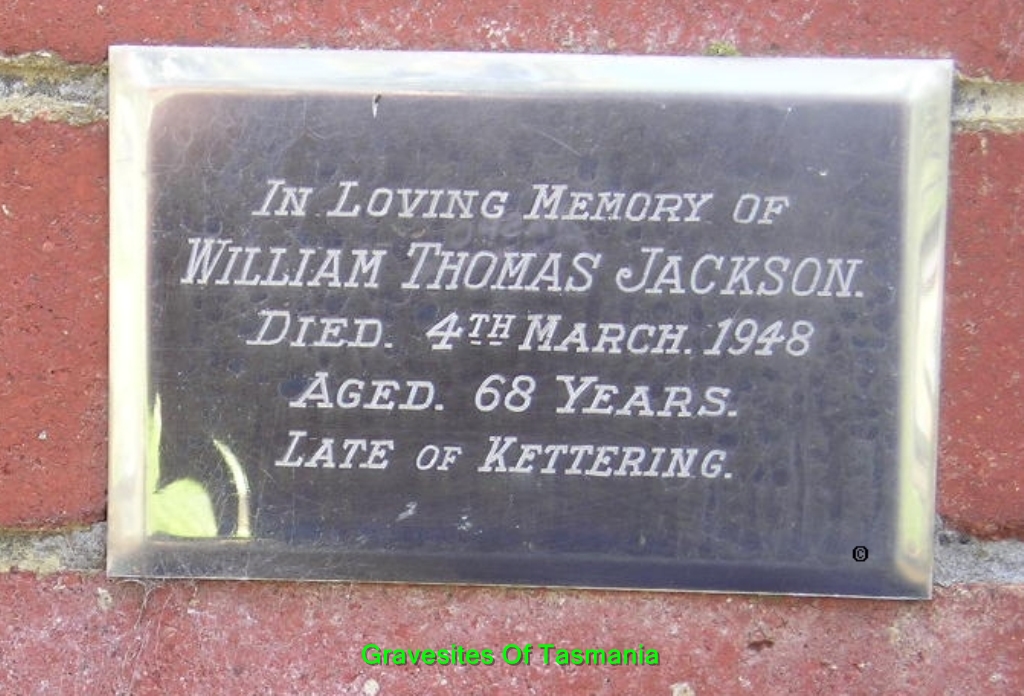 In Loving Memory of
William Thomas Jackson.
Died. 4TH March. 1948
Aged. 68 Years.
Late of Kettering.
©
Gravesites Of Tasmania